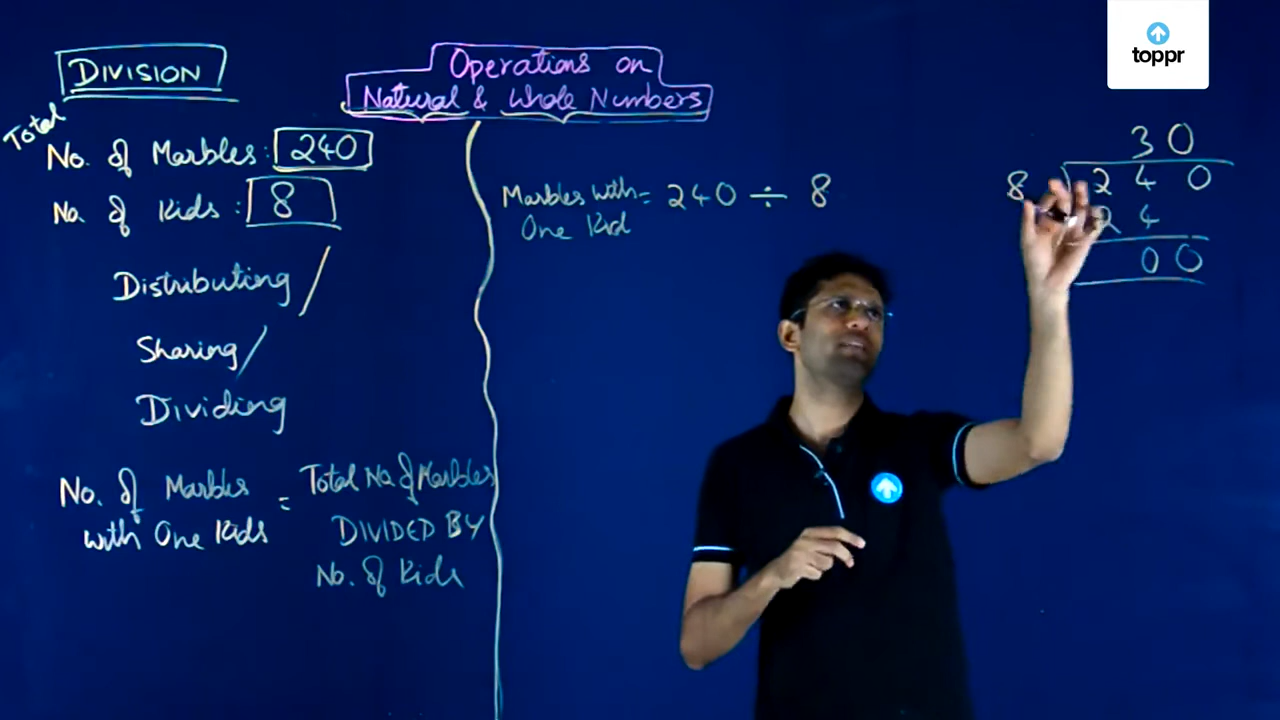 toppr
DIVISION
Operations on
Natural & Whole Numbers
Total
No. of Marbles: 240
No. of Kids: 8
Distributing /
Sharing /
Dividing
No. of Marbles
with One Kids
=
Total No. of Marbles
DIVIDED BY
No. of Kids
Marbles with = 240 ÷ 8
One Kid
30
8 240
24
00